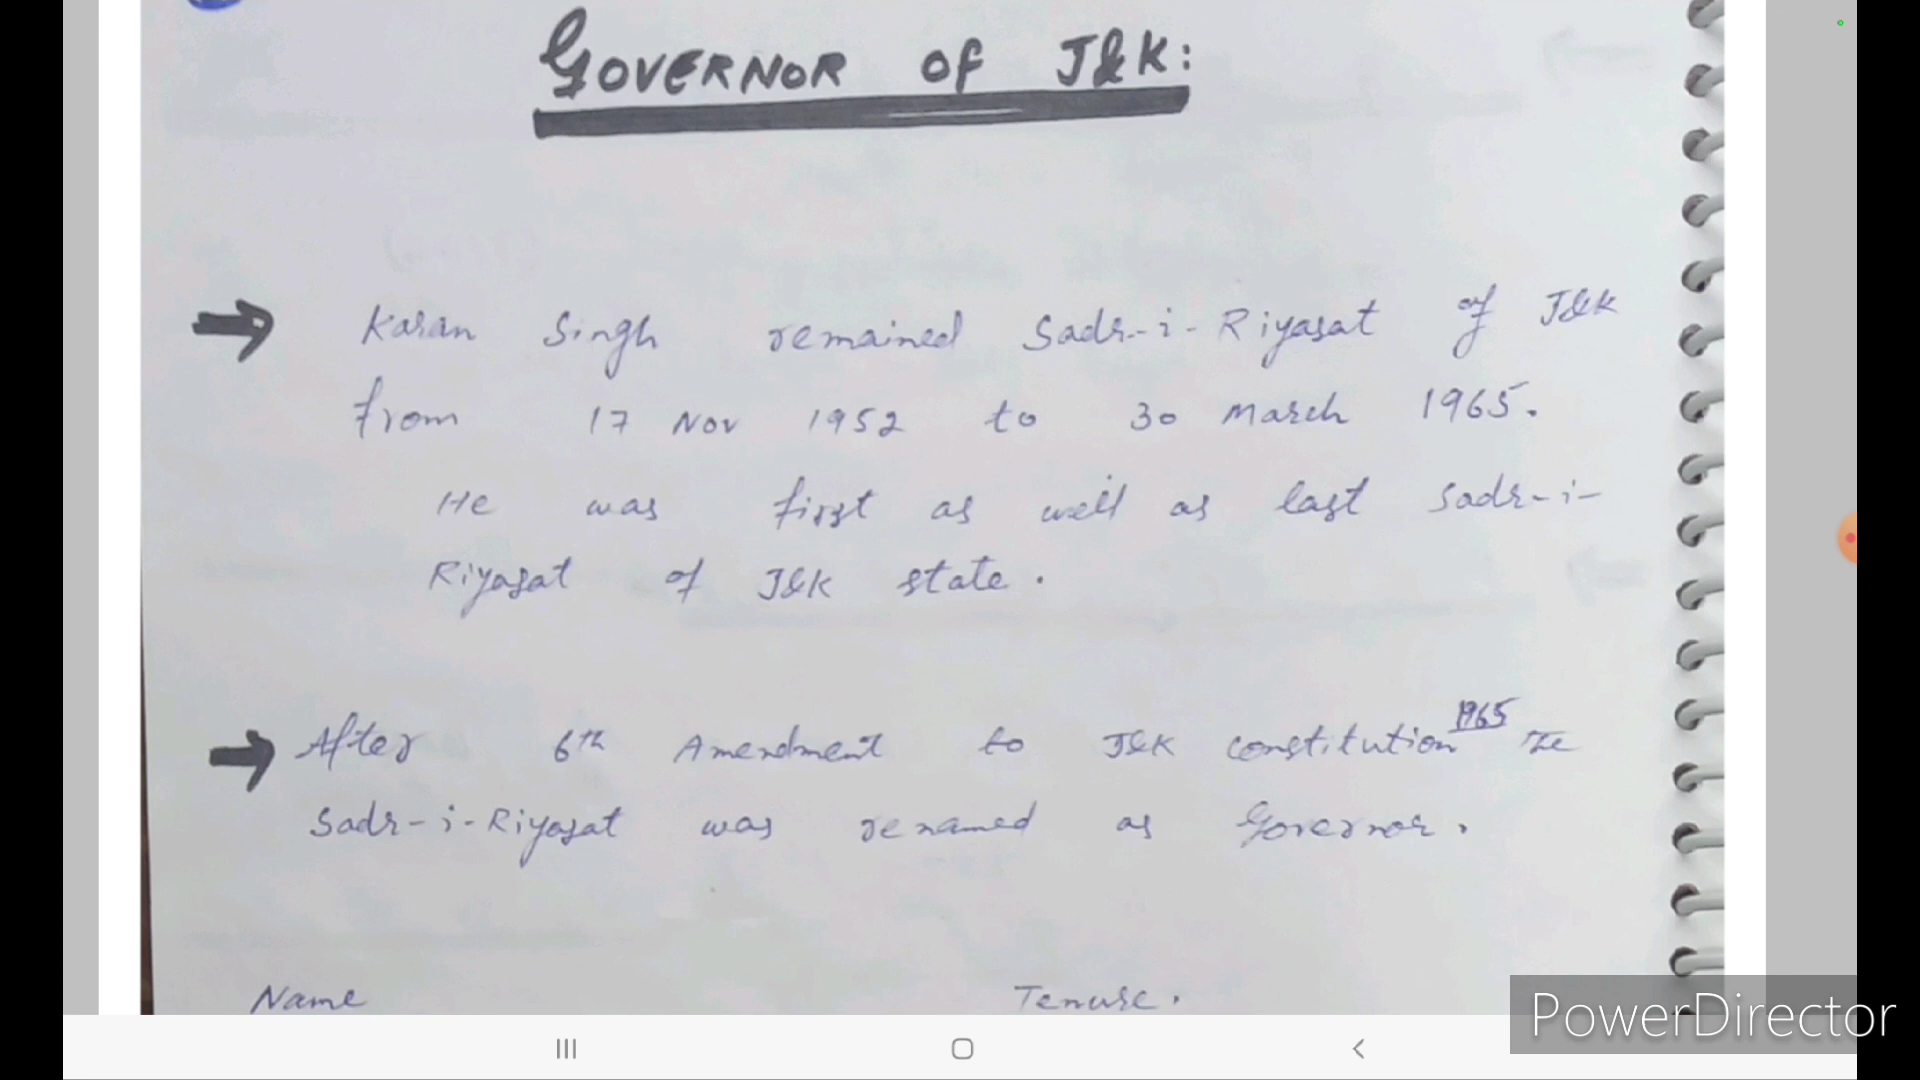 GOVERNOR OF J&K:
Karan Singh remained Sadr-i-Riyasat of J&K
from 17 Nov 1952 to 30 March 1965.
He was first as well as last Sadr-i-
Riyasat of J&K state.
1965
After 6th Amendment to J&K constitution The
Sadr-i-Riyasat was renamed as Governor.
Name Tenure.
PowerDirector